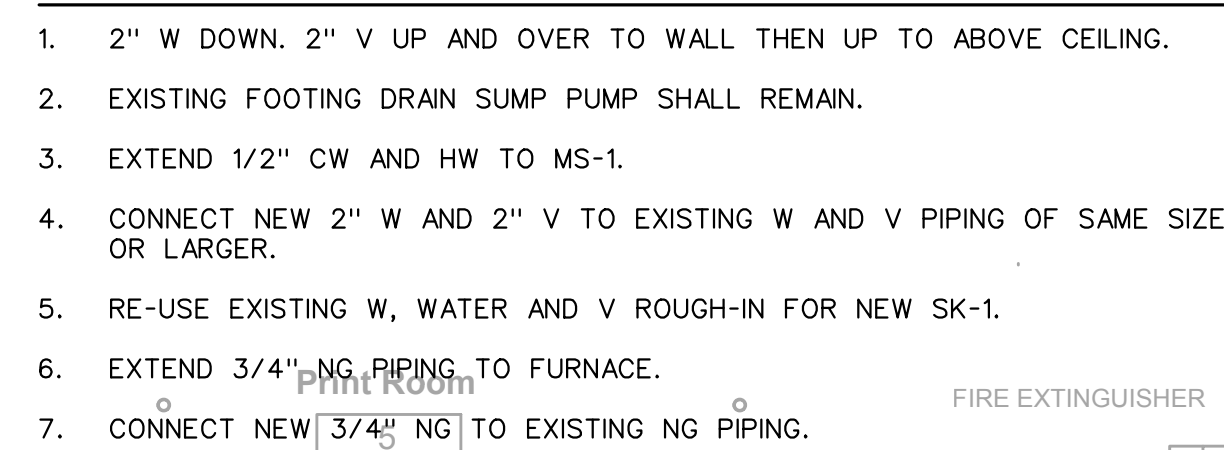 1. 2" W DOWN. 2" V UP AND OVER TO WALL THEN UP TO ABOVE CEILING.
2. EXISTING FOOTING DRAIN SUMP PUMP SHALL REMAIN.
3. EXTEND 1/2" CW AND HW TO MS-1.
4. CONNECT NEW 2" W AND 2" V TO EXISTING W AND V PIPING OF SAME SIZE
OR LARGER.
5. RE-USE EXISTING W, WATER AND V ROUGH-IN FOR NEW SK-1.
6. EXTEND 3/4" NG PIPING TO FURNACE.
Print Room
FIRE EXTINGUISHER
7. CONNECT NEW 3/4" NG TO EXISTING NG PIPING.
5